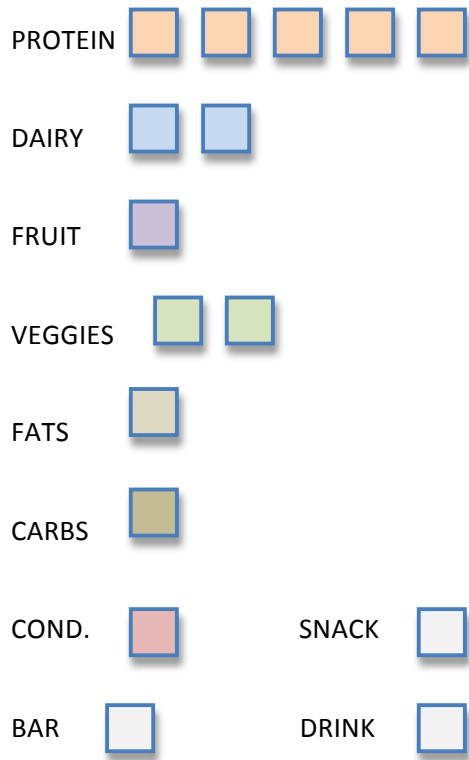 PROTEIN
DAIRY
FRUIT
VEGGIES
FATS
CARBS
COND. SNACK
BAR DRINK